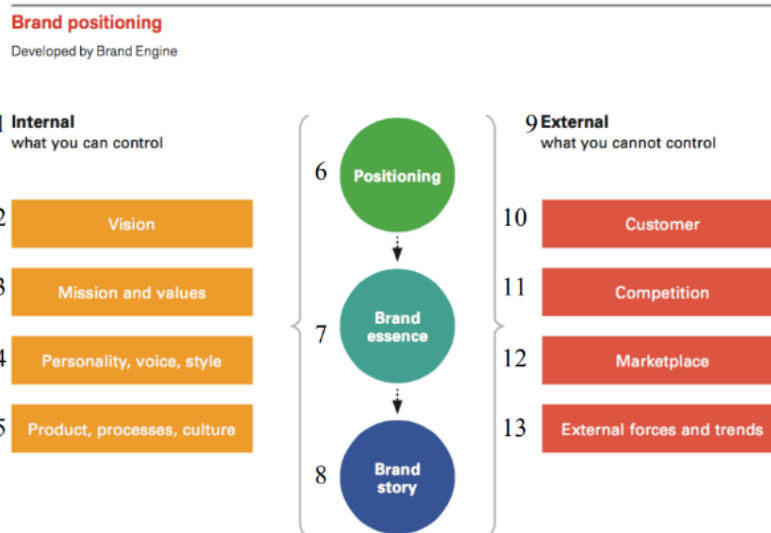 Brand positioning
Developed by Brand Engine
1 Internal
what you can control
2 Vision
3 Mission and values
4 Personality, voice, style
5 Product, processes, culture
6 Positioning
7 Brand
essence
8 Brand
story
9 External
what you cannot control
10 Customer
11 Competition
12 Marketplace
13 External forces and trends